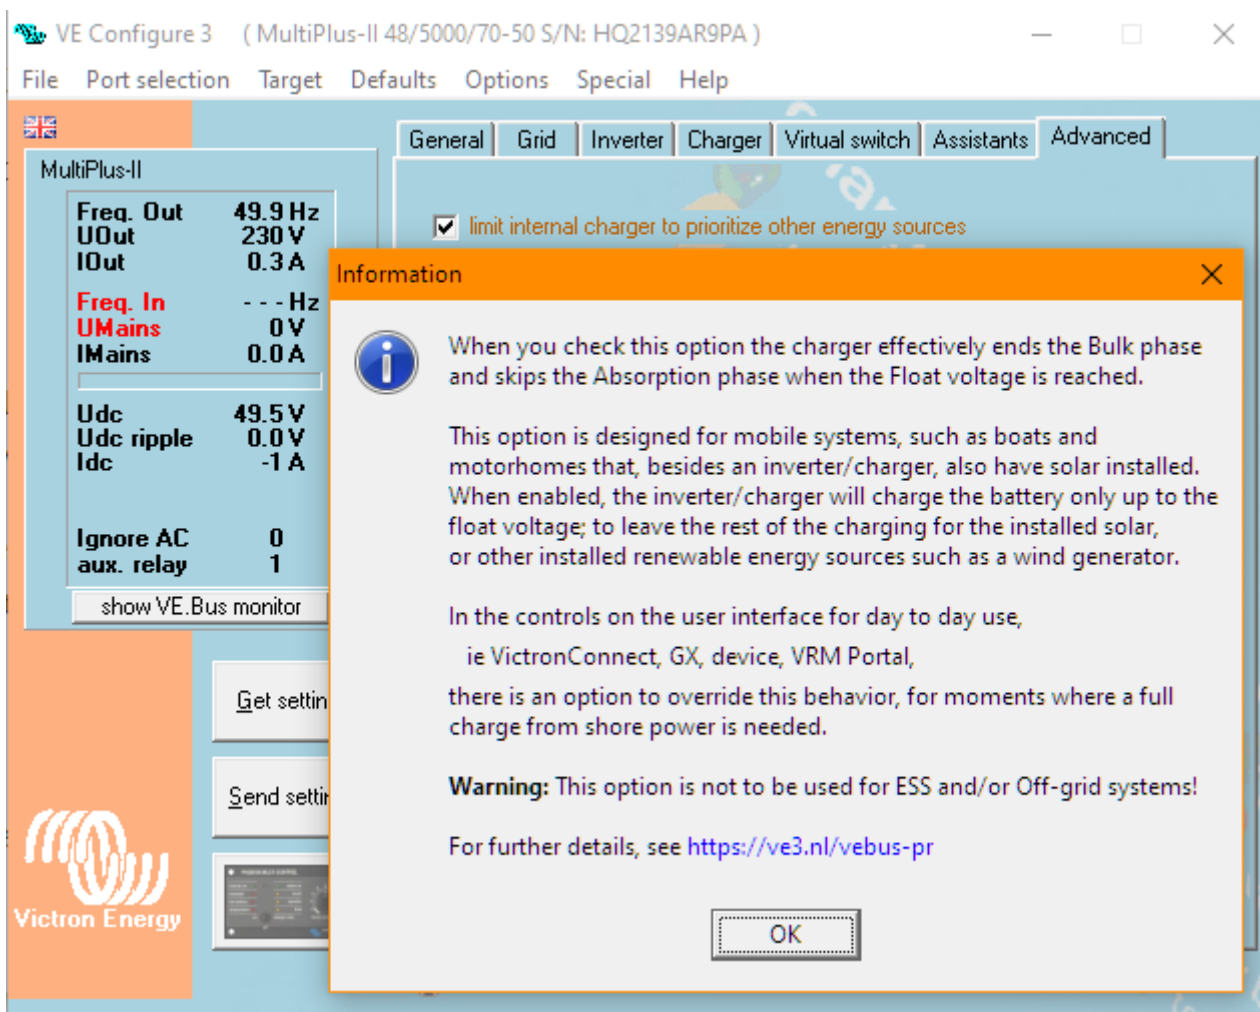 VE Configure 3 ( MultiPlus-II 48/5000/70-50 S/N: HQ2139AR9PA )
File Port selection Target Defaults Options Special Help
General Grid Inverter Charger Virtual switch Assistants Advanced
MultiPlus-II
Freq. Out 49.9 Hz
UOut 230 V
IOut 0.3 A
Freq. In - - - Hz
UMains 0 V
IMains 0.0 A
Udc 49.5 V
Udc ripple 0.0 V
Idc -1 A
Ignore AC 0
aux. relay 1
show VE.Bus monitor
Get settin
Send settin
Victron Energy
limit internal charger to prioritize other energy sources
Information
When you check this option the charger effectively ends the Bulk phase
and skips the Absorption phase when the Float voltage is reached.
This option is designed for mobile systems, such as boats and
motorhomes that, besides an inverter/charger, also have solar installed.
When enabled, the inverter/charger will charge the battery only up to the
float voltage; to leave the rest of the charging for the installed solar,
or other installed renewable energy sources such as a wind generator.
In the controls on the user interface for day to day use,
ie VictronConnect, GX, device, VRM Portal,
there is an option to override this behavior, for moments where a full
charge from shore power is needed.
Warning: This option is not to be used for ESS and/or Off-grid systems!
For further details, see https://ve3.nl/vebus-pr
OK